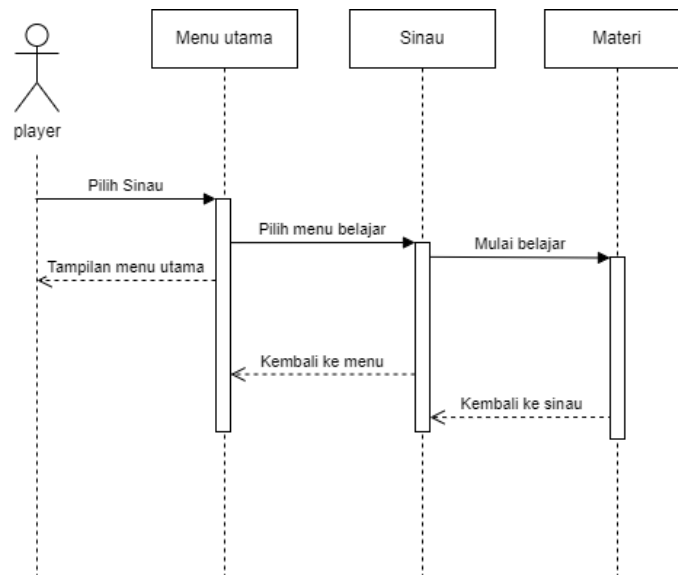 Menu utama
Sinau
Materi
player
Pilih Sinau
Pilih menu belajar
Mulai belajar
Tampilan menu utama
Kembali ke menu
Kembali ke sinau